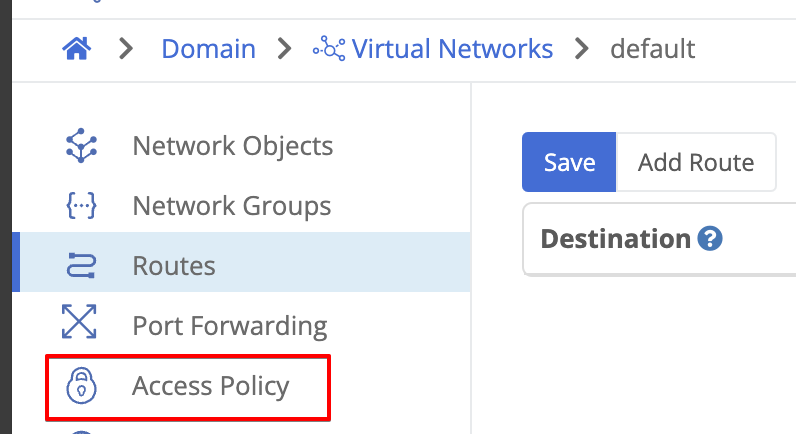 Domain Virtual Networks default
Network Objects
Network Groups
Routes
Port Forwarding
Access Policy
Save Add Route
Destination ?